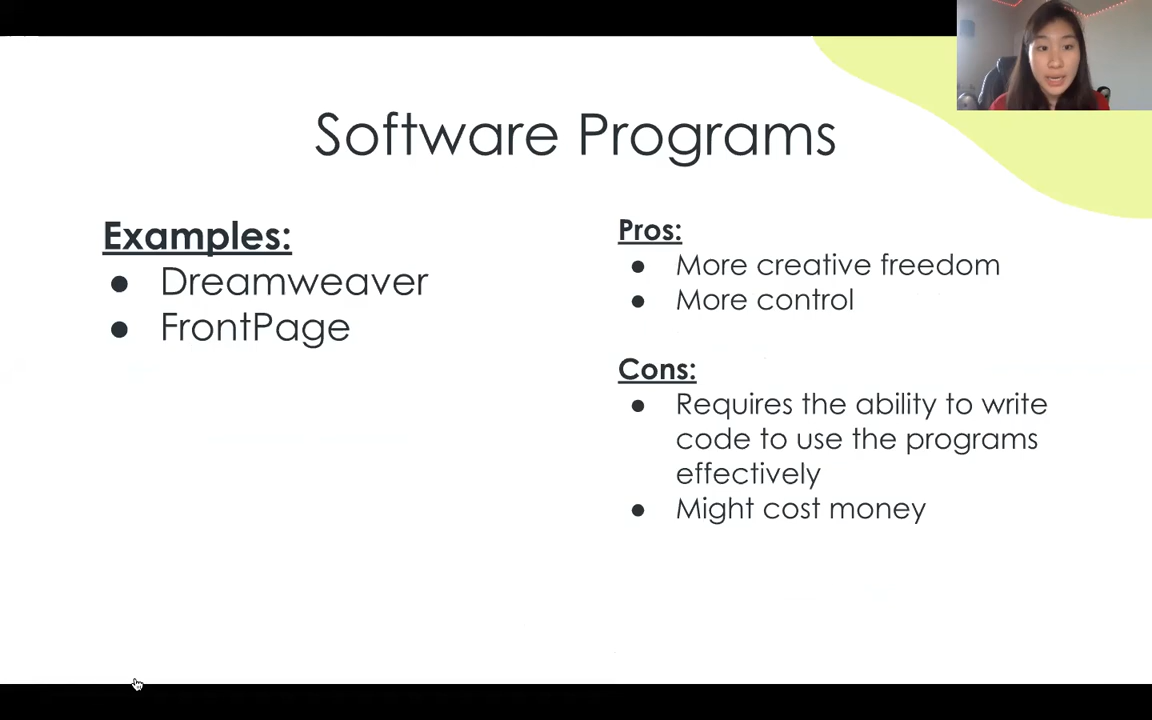 Software Programs
Examples:
● Dreamweaver
● FrontPage
Pros:
● More creative freedom
● More control
Cons:
● Requires the ability to write
code to use the programs
effectively
● Might cost money